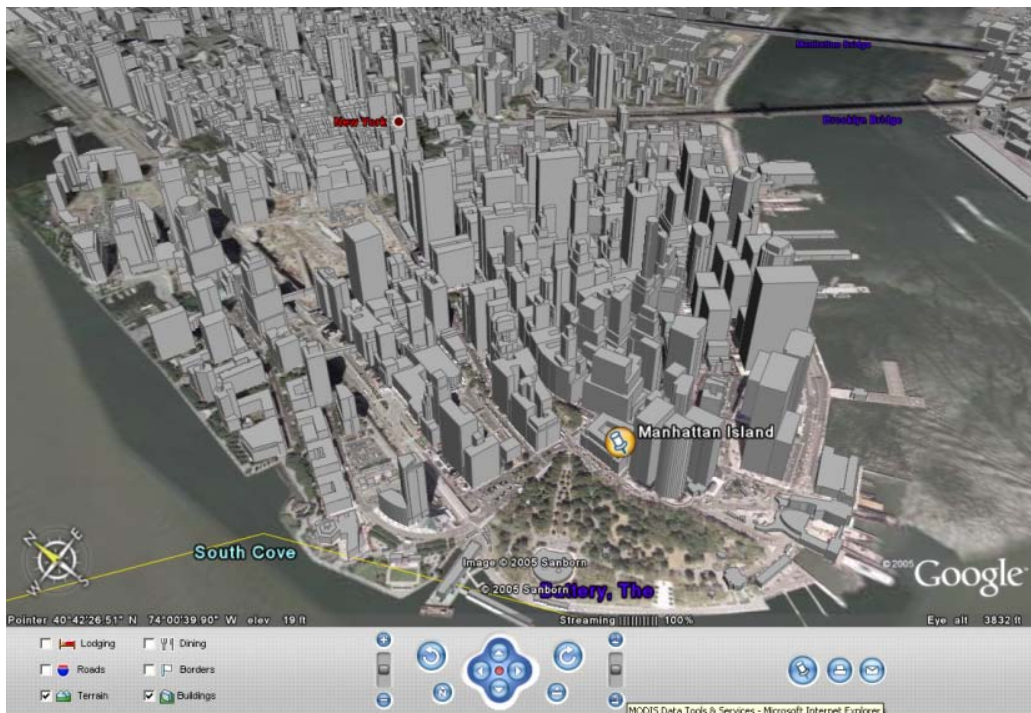 Manhattan Bridge
Brooklyn Bridge
New York
Manhattan Island
N
E
W
S
South Cove
Image © 2005 Sanborn
© 2005 Sanborn
Battery, The
© 2005
Google™
Pointer 40°42'26.51" N 74°00'39.90" W elev 19 ft
Streaming |||||||||| 100%
Eye alt 3832 ft
Lodging
Dining
Roads
Borders
Terrain
Buildings
N
MODIS Data Tools & Services - Microsoft Internet Explorer